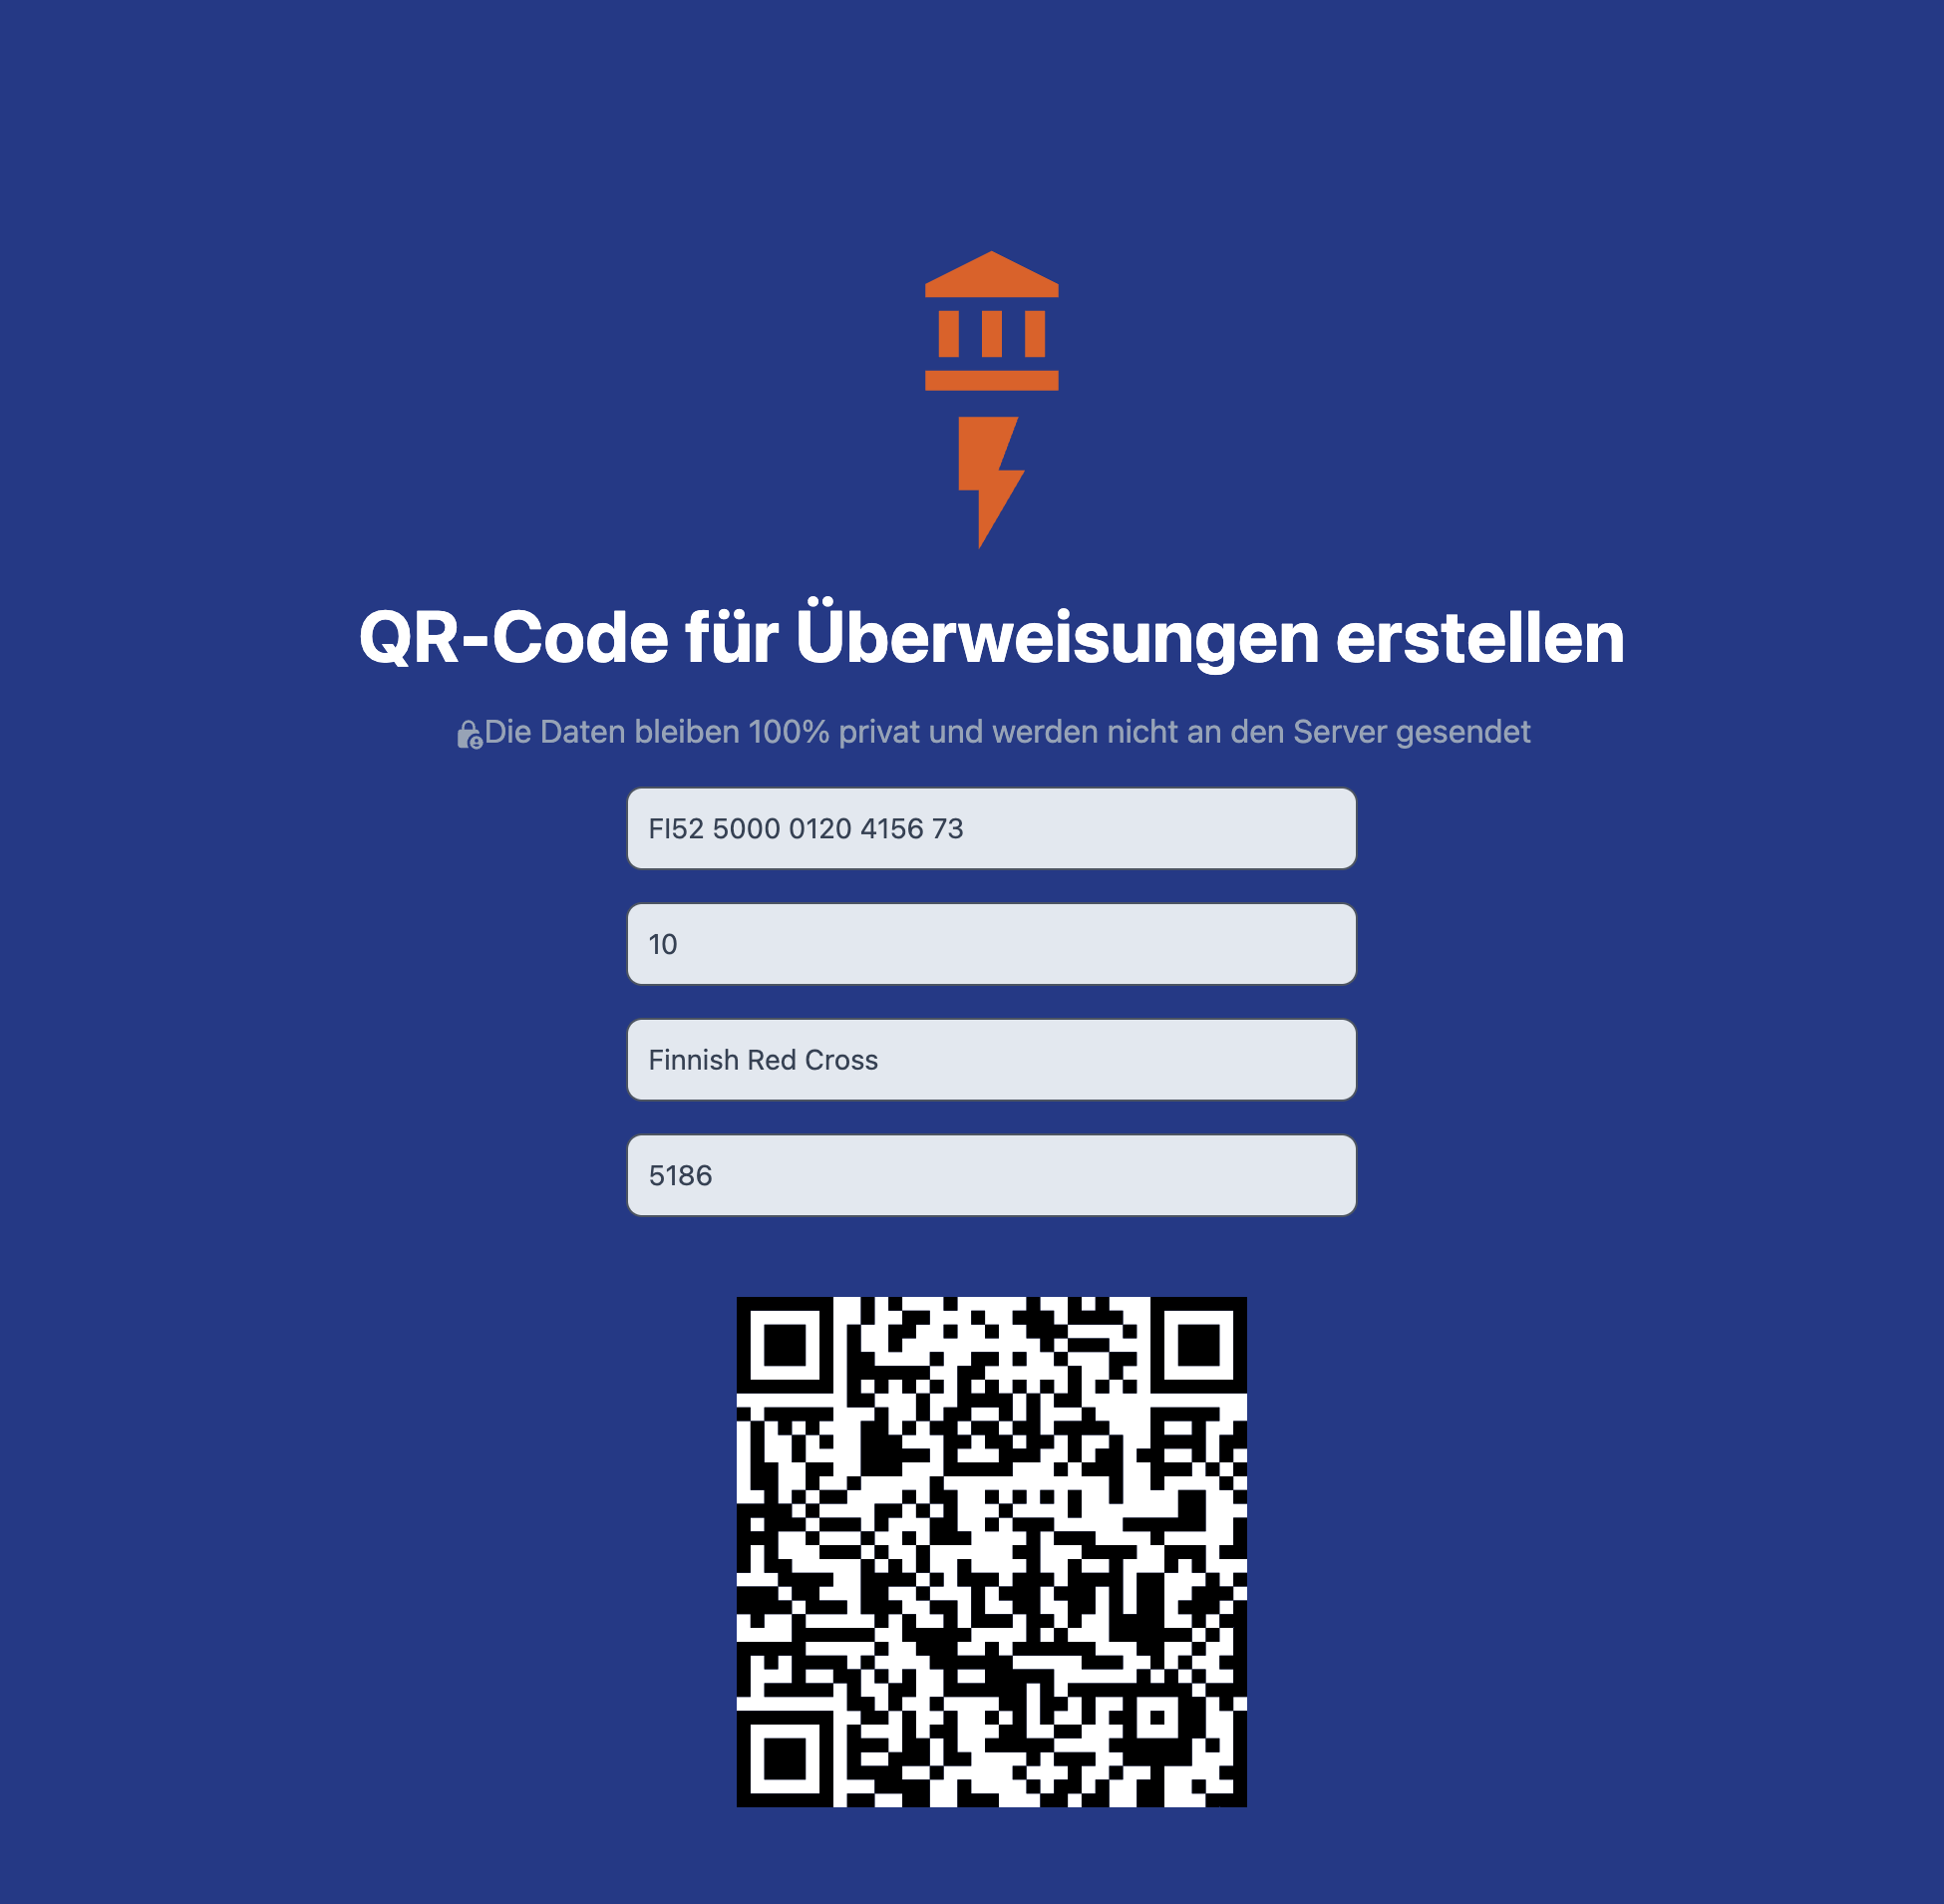 QR-Code für Überweisungen erstellen
Die Daten bleiben 100% privat und werden nicht an den Server gesendet
FI52 5000 0120 4156 73
10
Finnish Red Cross
5186